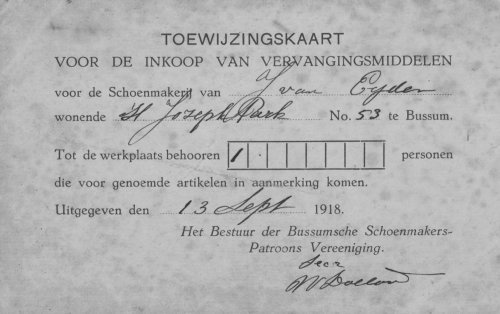 TOEWIJZINGSKAART
VOOR DE INKOOP VAN VERVANGINGSMIDDELEN
voor de Schoenmakers van J van Eyden
wonende St Joseph Park No. 53 te Bussum.
Tot de werkplaats behooren 1 personen
die voor genoemde artikelen in aanmerking komen.
Uitgegeven den 13 Sept 1918.
Het Bestuur der Bussumsche Schoenmakers-
Patroons Vereeniging.
Secr